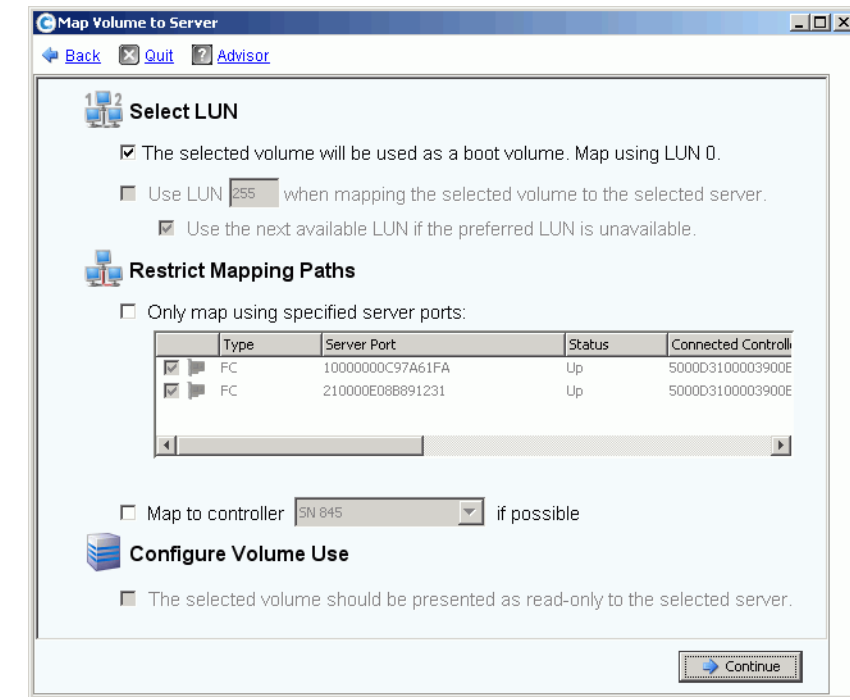 Map Volume to Server
Back Quit Advisor
1 2
Select LUN
The selected volume will be used as a boot volume. Map using LUN 0.
Use LUN 255 when mapping the selected volume to the selected server.
Use the next available LUN if the preferred LUN is unavailable.
Restrict Mapping Paths
Only map using specified server ports:
Type Server Port Status Connected Controll
FC 10000000C97A61FA Up 5000D3100003900E
FC 210000E08B891231 Up 5000D3100003900E
Map to controller SN 845 if possible
Configure Volume Use
The selected volume should be presented as read-only to the selected server.
Continue